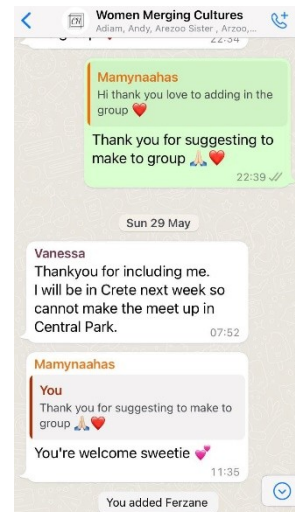 Women Merging Cultures
Adiam, Andy, Arezoo Sister , Arzoo,...
22:34
Mamynaahas
Hi thank you love to adding in the
group ❤️
Thank you for suggesting to
make to group 🙏🏻❤️
22:39
Sun 29 May
Vanessa
Thankyou for including me.
I will be in Crete next week so
cannot make the meet up in
Central Park.
07:52
Mamynaahas
You
Thank you for suggesting to make to
group 🙏🏻❤️
You're welcome sweetie 💕
11:35
You added Ferzane